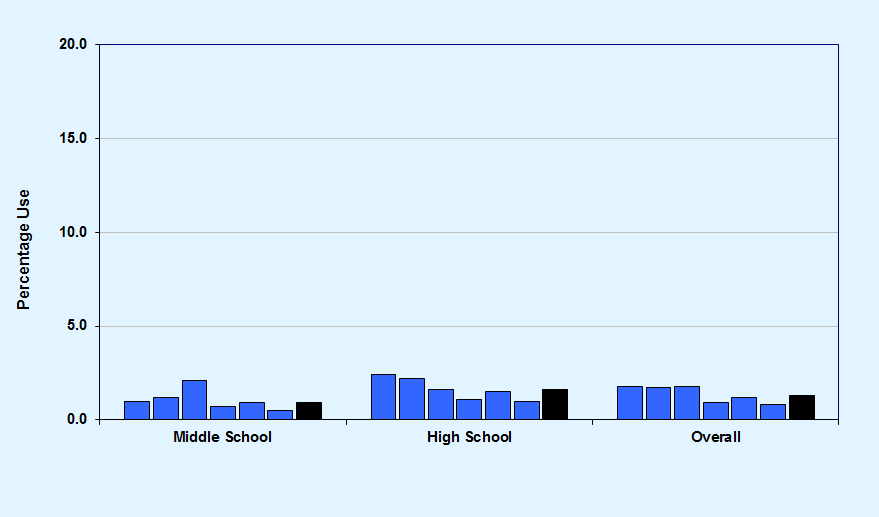 20.0
15.0
10.0
5.0
0.0
Percentage Use
Middle School
High School
Overall